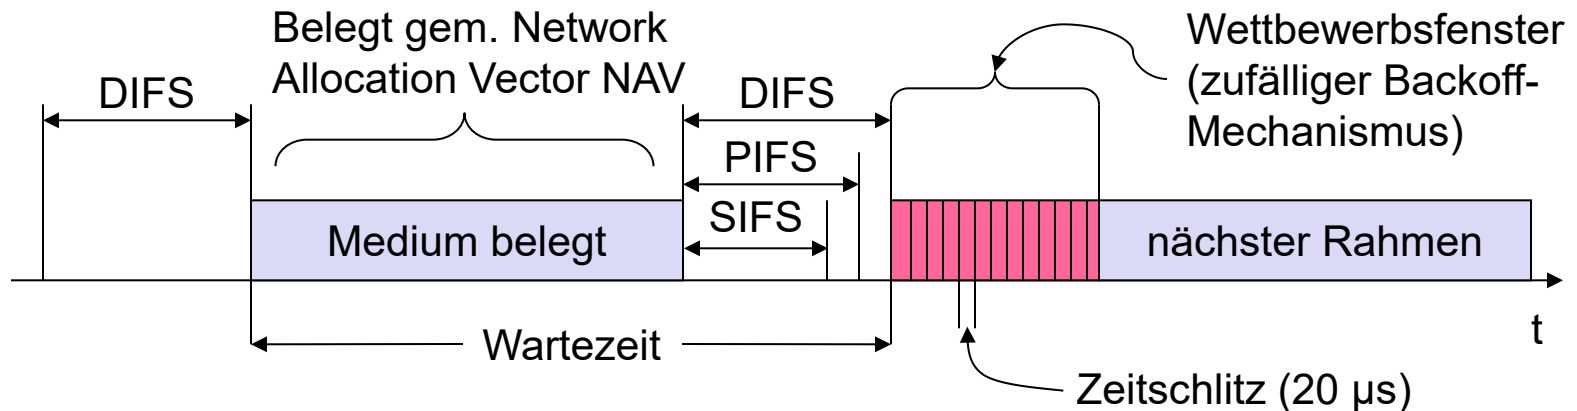 Belegt gem. Network
Allocation Vector NAV
Wettbewerbsfenster
(zufälliger Backoff-
Mechanismus)
DIFS
DIFS
PIFS
SIFS
Medium belegt
nächster Rahmen
t
Wartezeit
Zeitschlitz (20 µs)